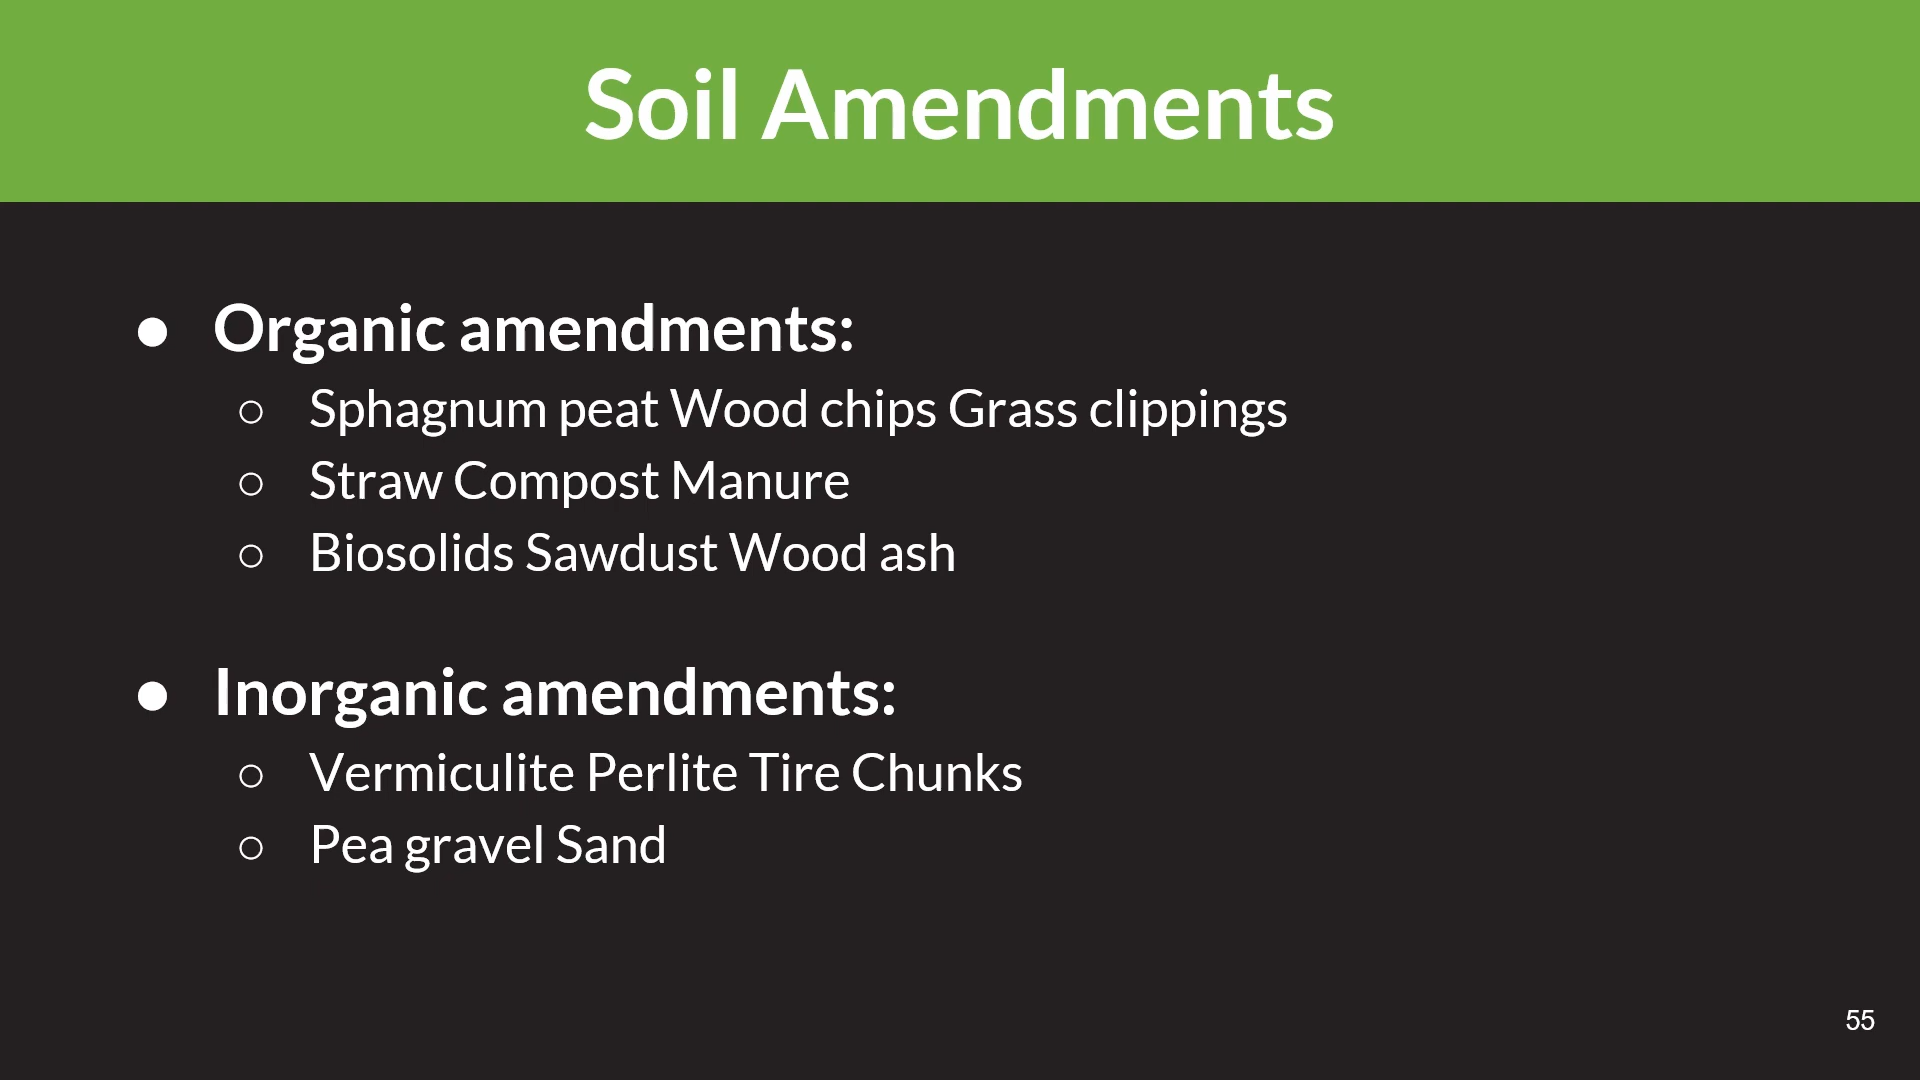 Soil Amendments
● Organic amendments:
○ Sphagnum peat Wood chips Grass clippings
○ Straw Compost Manure
○ Biosolids Sawdust Wood ash
● Inorganic amendments:
○ Vermiculite Perlite Tire Chunks
○ Pea gravel Sand
55